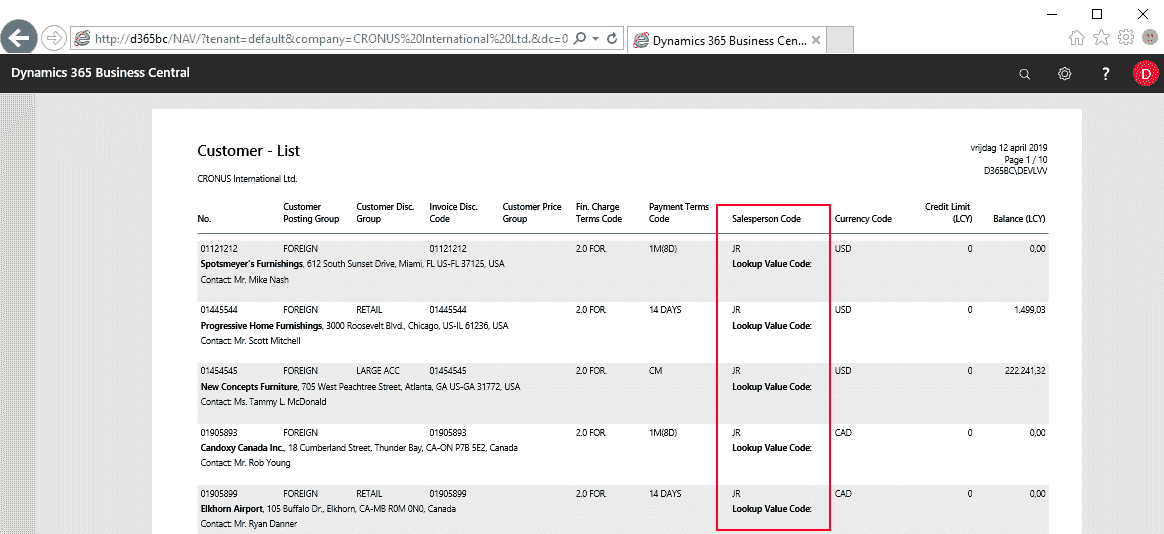 http://d365bc/NAV/?tenant=default&company=CRONUS%20International%20Ltd.&dc=0
Dynamics 365 Business Cen...
Dynamics 365 Business Central
? D
Customer - List
vrijdag 12 april 2019
Page 1 / 10
CRONUS International Ltd.
D365BC\DEVLVV
No. Customer Posting Group Customer Disc. Group Invoice Disc. Code Customer Price Group Fin. Charge Terms Code Payment Terms Code Salesperson Code Currency Code Credit Limit (LCY) Balance (LCY)
01121212 FOREIGN 01121212 2.0 FOR. 1M(8D) JR USD 0 0,00
Spotsmeyer's Furnishings, 612 South Sunset Drive, Miami, FL US-FL 37125, USA Lookup Value Code:
Contact: Mr. Mike Nash
01445544 FOREIGN RETAIL 01445544 2.0 FOR. 14 DAYS JR USD 0 1.499,03
Progressive Home Furnishings, 3000 Roosevelt Blvd., Chicago, US-IL 61236, USA Lookup Value Code:
Contact: Mr. Scott Mitchell
01454545 FOREIGN LARGE ACC 01454545 2.0 FOR. CM JR USD 0 222.241,32
New Concepts Furniture, 705 West Peachtree Street, Atlanta, GA US-GA 31772, USA Lookup Value Code:
Contact: Ms. Tammy L. McDonald
01905893 FOREIGN 01905893 2.0 FOR. 1M(8D) JR CAD 0 0,00
Candoxy Canada Inc., 18 Cumberland Street, Thunder Bay, CA-ON P7B 5E2, Canada Lookup Value Code:
Contact: Mr. Rob Young
01905899 FOREIGN RETAIL 01905899 2.0 FOR. 14 DAYS JR CAD 0 0,00
Elkhorn Airport, 105 Buffalo Dr., Elkhorn, CA-MB R0M 0N0, Canada Lookup Value Code:
Contact: Mr. Ryan Danner